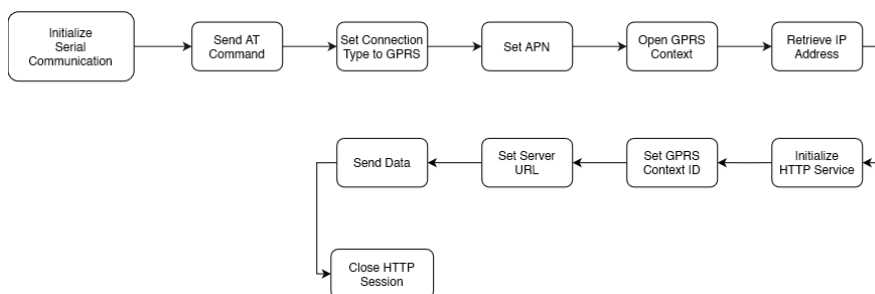 Initialize
Serial
Communication
Send AT
Command
Set Connection
Type to GPRS
Set APN
Open GPRS
Context
Retrieve IP
Address
Initialize
HTTP Service
Set GPRS
Context ID
Set Server
URL
Send Data
Close HTTP
Session